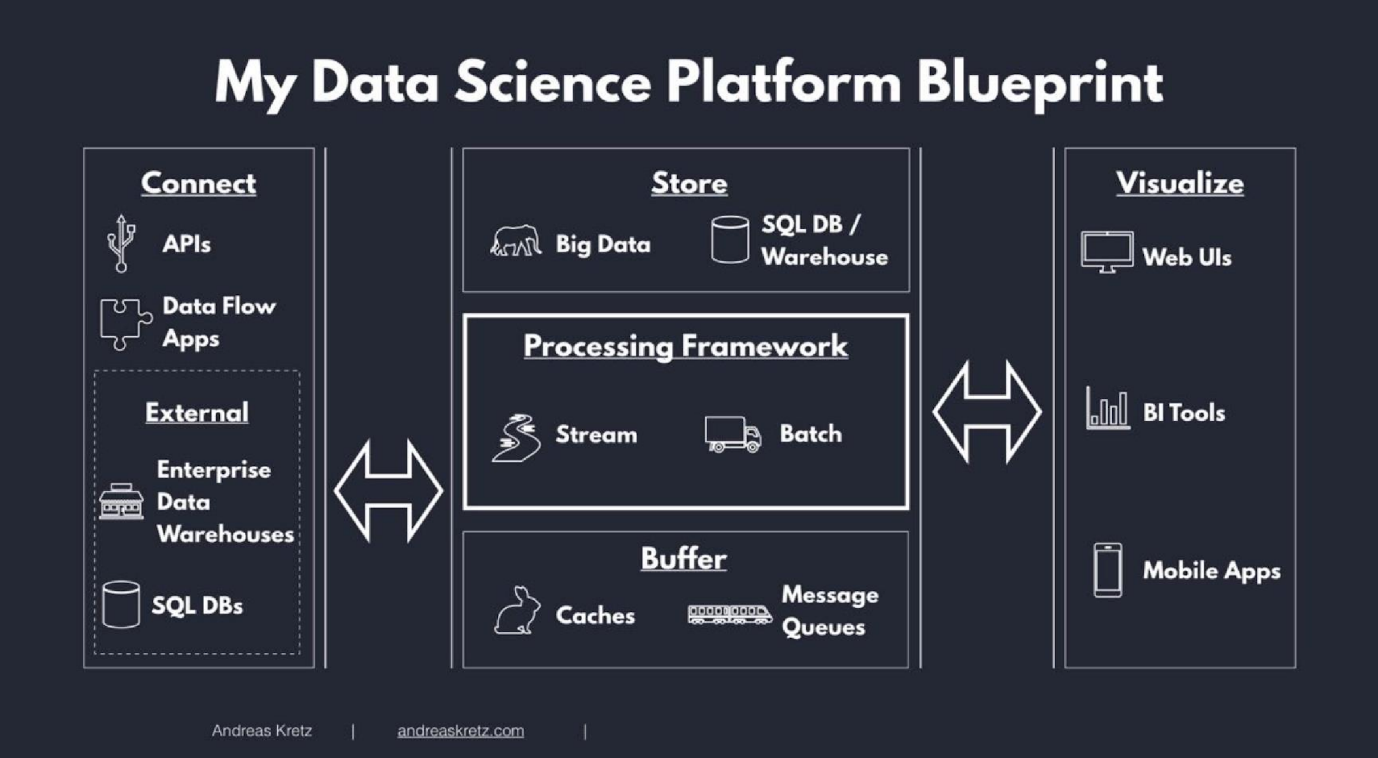 My Data Science Platform Blueprint
Connect
APIs
Data Flow
Apps
External
Enterprise
Data
Warehouses
SQL DBs
Store
Big Data
SQL DB /
Warehouse
Processing Framework
Stream
Batch
Buffer
Caches
Message
Queues
Visualize
Web UIs
BI Tools
Mobile Apps
Andreas Kretz | andreaskretz.com |